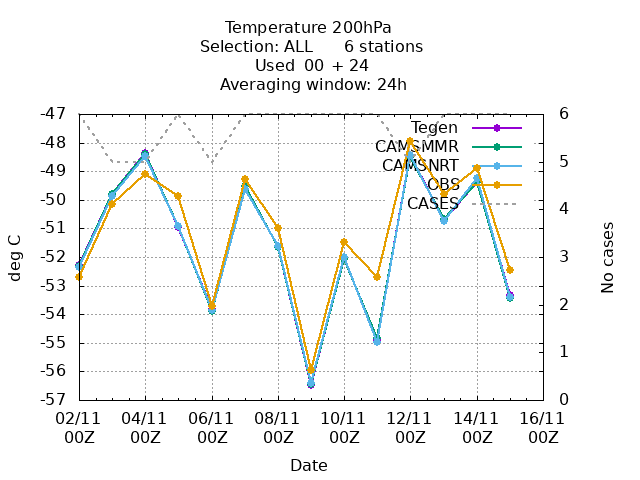 Temperature 200hPa
Selection: ALL      6 stations
Used  00  + 24
Averaging window: 24h
-47
-48
-49
-50
-51
-52
-53
-54
-55
-56
-57
6
5
4
3
2
1
0
Tegen
CAMSMMR
CAMSNRT
OBS
CASES
deg C
No cases
02/11 04/11 06/11 08/11 10/11 12/11 14/11 16/11
00Z 00Z 00Z 00Z 00Z 00Z 00Z 00Z
Date